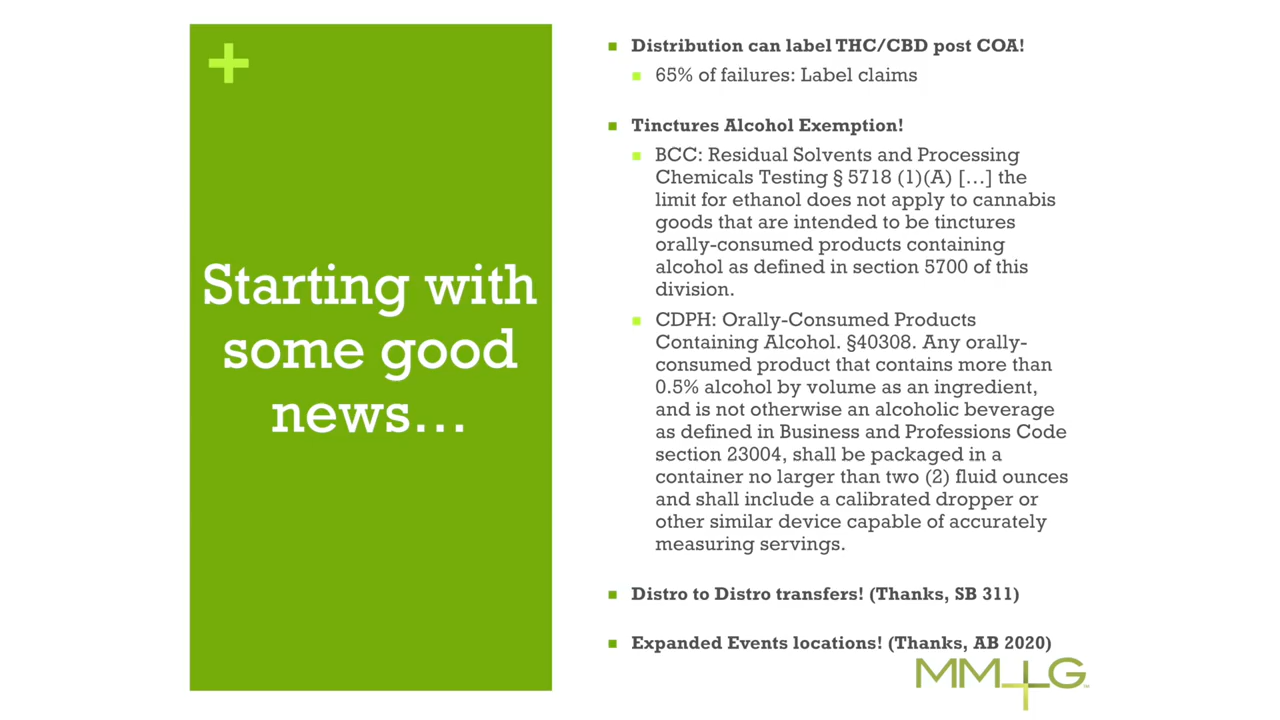 +
Starting with
some good
news…
Distribution can label THC/CBD post COA!
65% of failures: Label claims
Tinctures Alcohol Exemption!
BCC: Residual Solvents and Processing
Chemicals Testing § 5718 (1)(A) […] the
limit for ethanol does not apply to cannabis
goods that are intended to be tinctures
orally-consumed products containing
alcohol as defined in section 5700 of this
division.
CDPH: Orally-Consumed Products
Containing Alcohol. §40308. Any orally-
consumed product that contains more than
0.5% alcohol by volume as an ingredient,
and is not otherwise an alcoholic beverage
as defined in Business and Professions Code
section 23004, shall be packaged in a
container no larger than two (2) fluid ounces
and shall include a calibrated dropper or
other similar device capable of accurately
measuring servings.
Distro to Distro transfers! (Thanks, SB 311)
Expanded Events locations! (Thanks, AB 2020)
MMLG™